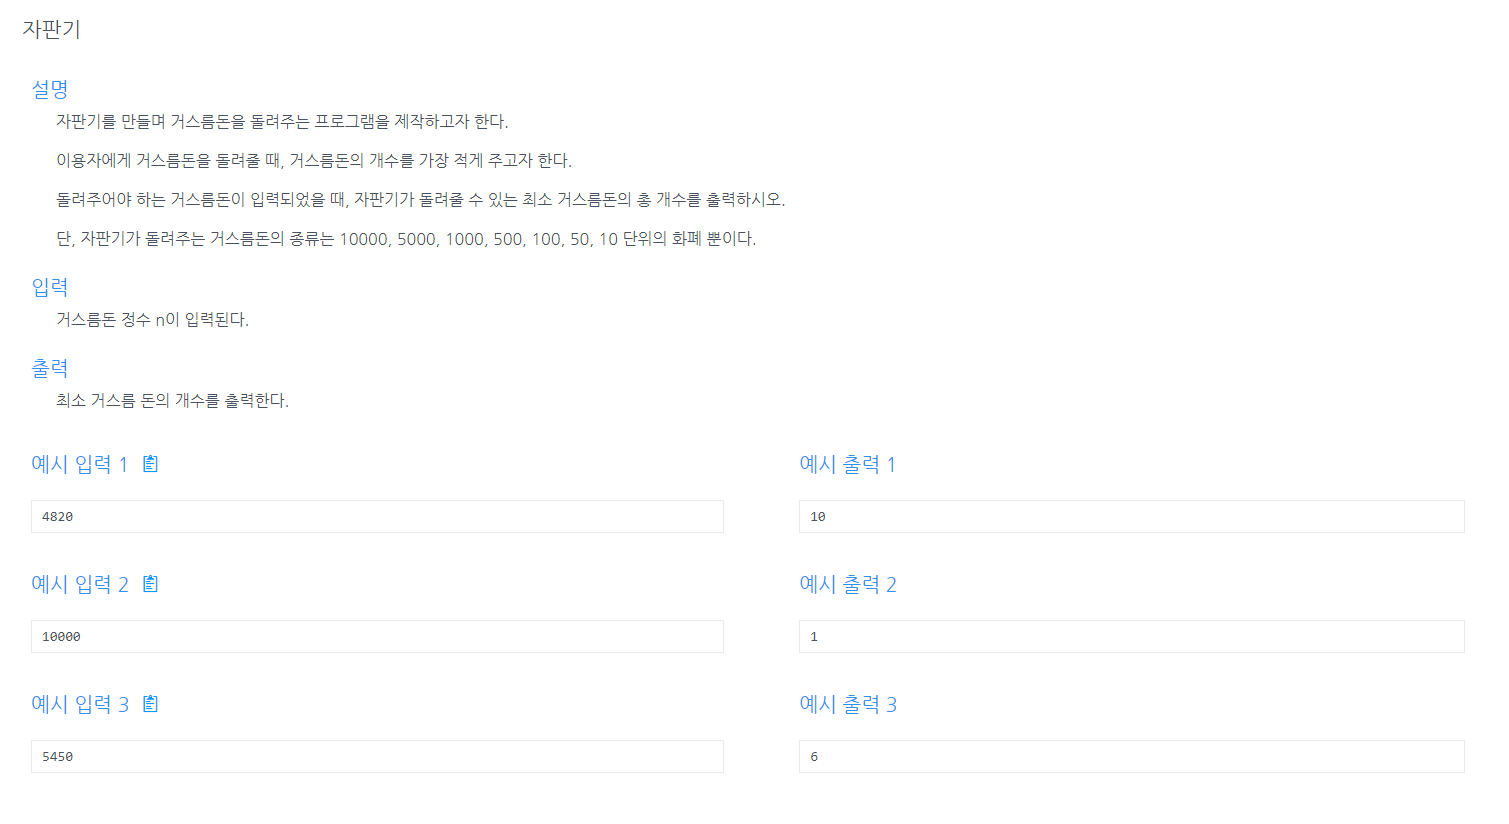 자판기
설명
자판기를 만들며 거스름돈을 돌려주는 프로그램을 제작하고자 한다.
이용자에게 거스름돈을 돌려줄 때, 거스름돈의 개수를 가장 적게 주고자 한다.
돌려주어야 하는 거스름돈이 입력되었을 때, 자판기가 돌려줄 수 있는 최소 거스름돈의 총 개수를 출력하시오.
단, 자판기가 돌려주는 거스름돈의 종류는 10000, 5000, 1000, 500, 100, 50, 10 단위의 화폐 뿐이다.
입력
거스름돈 정수 n이 입력된다.
출력
최소 거스름 돈의 개수를 출력한다.
예시 입력 1
예시 출력 1
4820
10
예시 입력 2
예시 출력 2
10000
1
예시 입력 3
예시 출력 3
5450
6